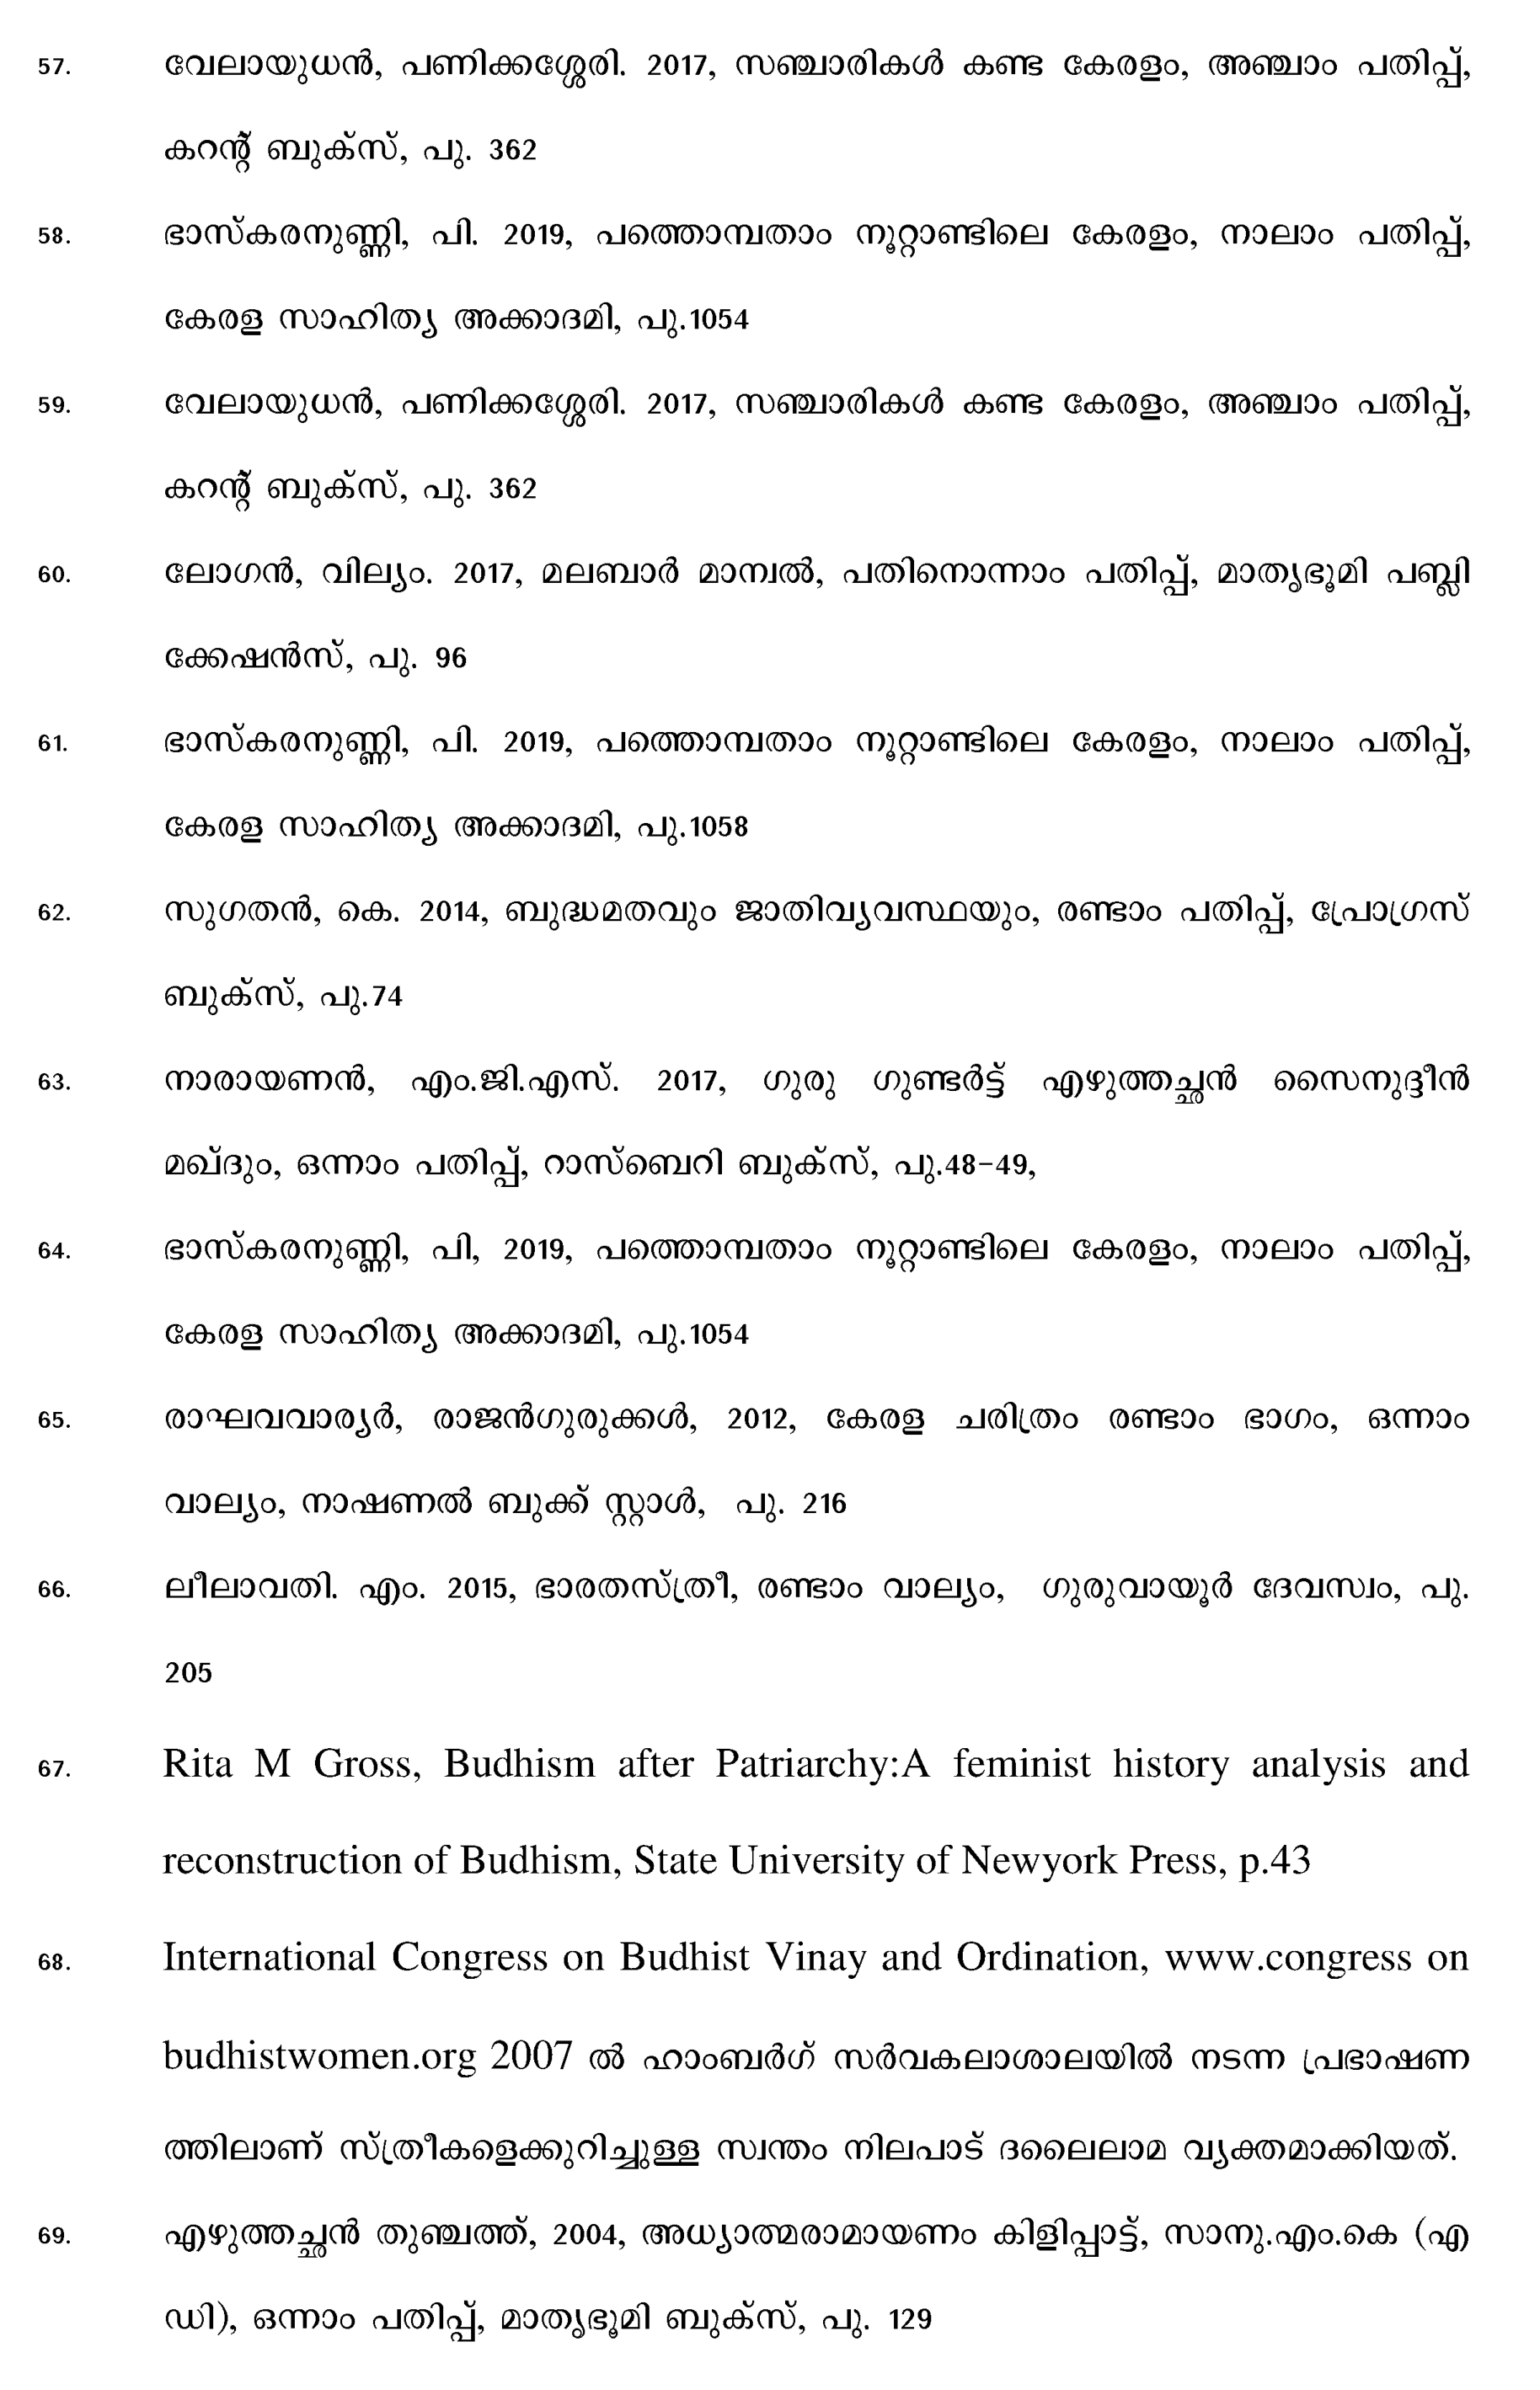 57. വേലായുധൻ, പണിക്കശ്ശേരി. 2017, സഞ്ചാരികൾ കണ്ട കേരളം, അഞ്ചാം പതിപ്പ്,
കറന്റ് ബുക്സ്, പു. 362
58. ഭാസ്കരനുണ്ണി, പി. 2019, പത്തൊമ്പതാം നൂറ്റാണ്ടിലെ കേരളം, നാലാം പതിപ്പ്,
കേരള സാഹിത്യ അക്കാദമി, പു.1054
59. വേലായുധൻ, പണിക്കശ്ശേരി. 2017, സഞ്ചാരികൾ കണ്ട കേരളം, അഞ്ചാം പതിപ്പ്,
കറന്റ് ബുക്സ്, പു. 362
60. ലോഗൻ, വില്യം. 2017, മലബാർ മാന്വൽ, പതിനൊന്നാം പതിപ്പ്, മാതൃഭൂമി പബ്ലി
ക്കേഷൻസ്, പു. 96
61. ഭാസ്കരനുണ്ണി, പി. 2019, പത്തൊമ്പതാം നൂറ്റാണ്ടിലെ കേരളം, നാലാം പതിപ്പ്,
കേരള സാഹിത്യ അക്കാദമി, പു.1058
62. സുഗതൻ, കെ. 2014, ബുദ്ധമതവും ജാതിവ്യവസ്ഥയും, രണ്ടാം പതിപ്പ്, പ്രോഗ്രസ്
ബുക്സ്, പു.74
63. നാരായണൻ, എം.ജി.എസ്. 2017, ഗുരു ഗുണ്ടർട്ട് എഴുത്തച്ഛൻ സൈനുദ്ദീൻ
മഖ്ദും, ഒന്നാം പതിപ്പ്, റാസ്ബെറി ബുക്സ്, പു.48-49,
64. ഭാസ്കരനുണ്ണി, പി, 2019, പത്തൊമ്പതാം നൂറ്റാണ്ടിലെ കേരളം, നാലാം പതിപ്പ്,
കേരള സാഹിത്യ അക്കാദമി, പു.1054
65. രാഘവവാര്യർ, രാജൻഗുരുക്കൾ, 2012, കേരള ചരിത്രം രണ്ടാം ഭാഗം, ഒന്നാം
വാല്യം, നാഷണൽ ബുക്ക് സ്റ്റാൾ, പു. 216
66. ലീലാവതി. എം. 2015, ഭാരതസ്ത്രീ, രണ്ടാം വാല്യം, ഗുരുവായൂർ ദേവസ്വം, പു.
205
67. Rita M Gross, Budhism after Patriarchy:A feminist history analysis and
reconstruction of Budhism, State University of Newyork Press, p.43
68. International Congress on Budhist Vinay and Ordination, www.congress on
budhistwomen.org 2007 ൽ ഹാംബർഗ് സർവകലാശാലയിൽ നടന്ന പ്രഭാഷണ
ത്തിലാണ് സ്ത്രീകളെക്കുറിച്ചുള്ള സ്വന്തം നിലപാട് ദലൈലാമ വ്യക്തമാക്കിയത്.
69. എഴുത്തച്ഛൻ തുഞ്ചത്ത്, 2004, അധ്യാത്മരാമായണം കിളിപ്പാട്ട്, സാനു.എം.കെ (എ
ഡി), ഒന്നാം പതിപ്പ്, മാതൃഭൂമി ബുക്സ്, പു. 129